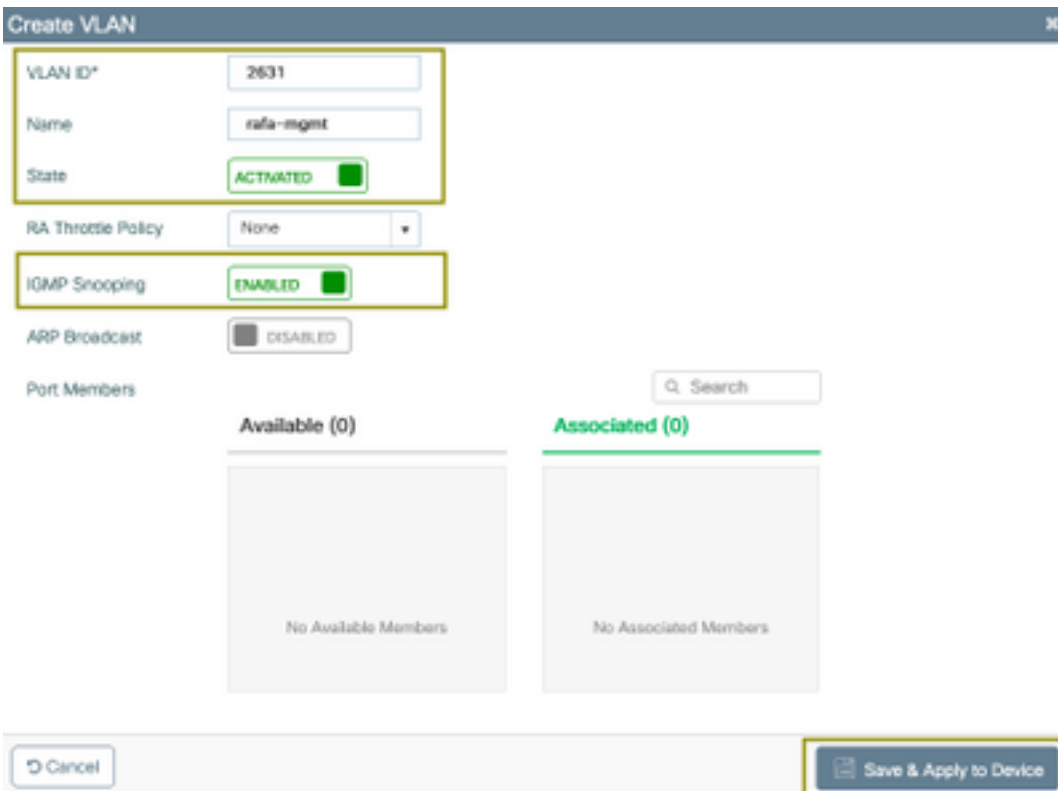 Create VLAN
VLAN ID* 2631
Name rafa-mgmt
State ACTIVATED
RA Throttle Policy None
IGMP Snooping ENABLED
ARP Broadcast DISABLED
Port Members Search
Available (0) Associated (0)
No Available Members No Associated Members
Cancel Save & Apply to Device